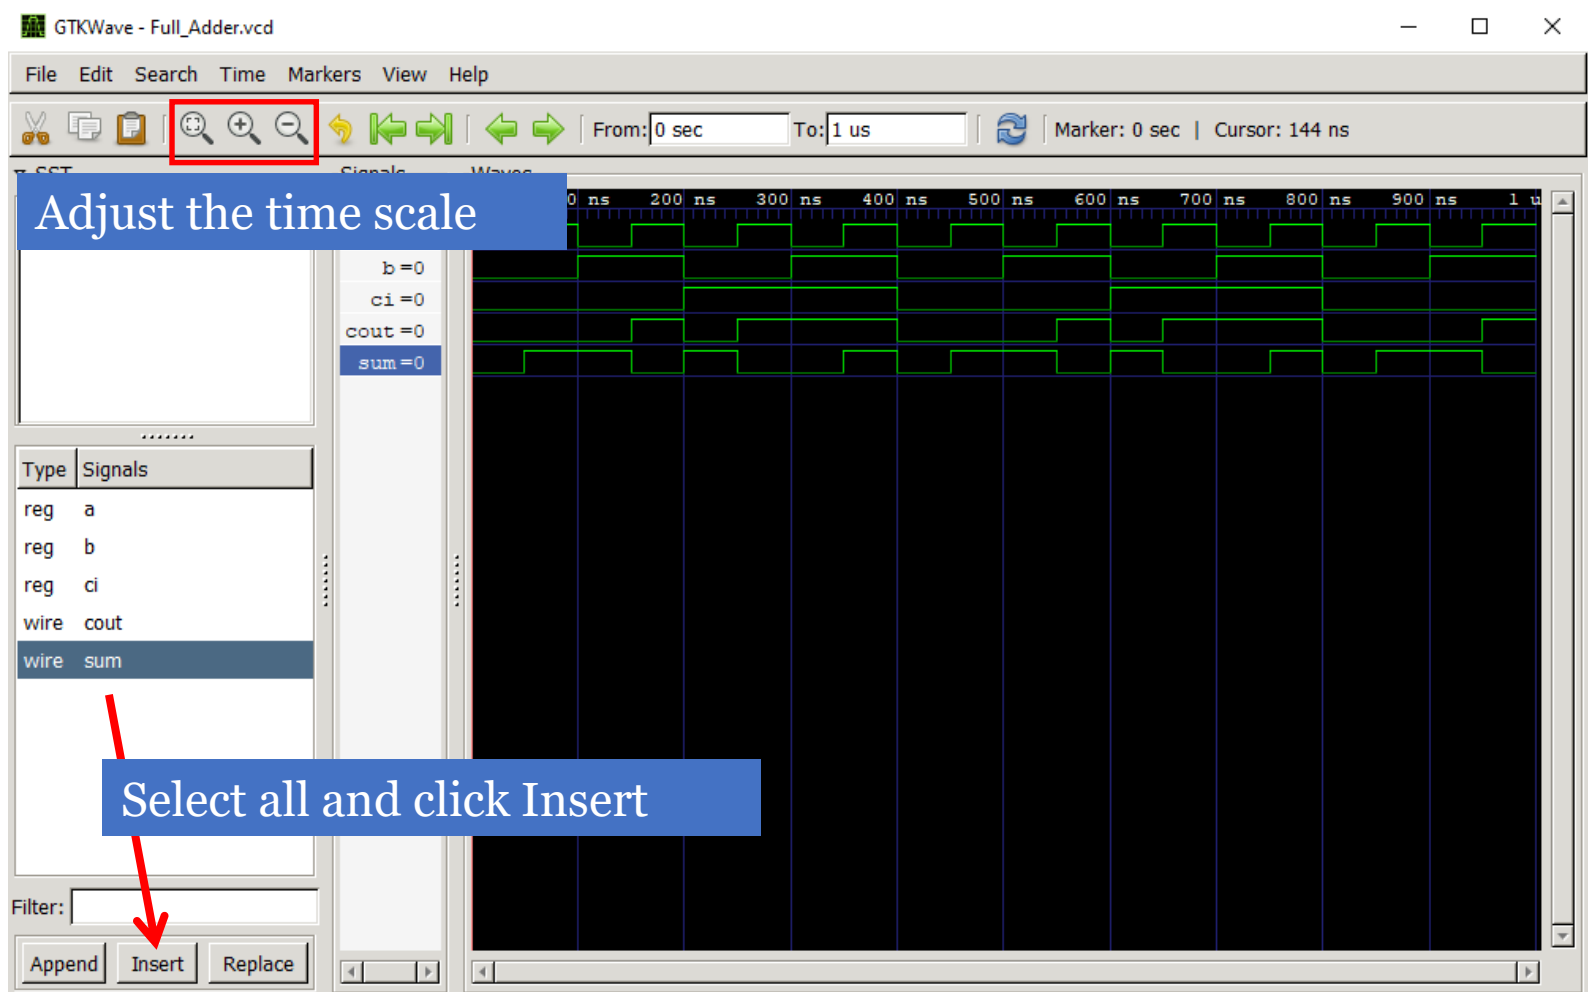 GTKWave - Full_Adder.vcd
File Edit Search Time Markers View Help
From: 0 sec To: 1 us Marker: 0 sec | Cursor: 144 ns
Adjust the time scale
0 ns 200 ns 300 ns 400 ns 500 ns 600 ns 700 ns 800 ns 900 ns 1 u
b =0
ci =0
cout =0
sum =0
Type Signals
reg a
reg b
reg ci
wire cout
wire sum
Select all and click Insert
Filter:
Append Insert Replace